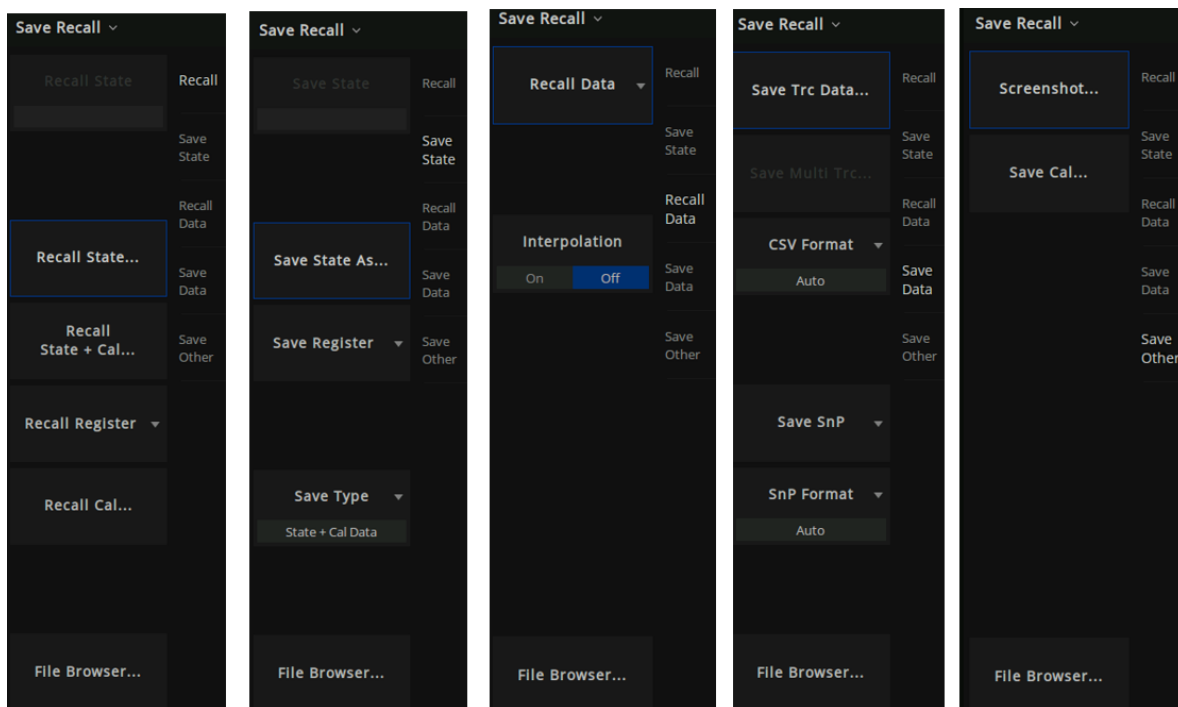 Save Recall
Recall State
Recall State...
Recall
State + Cal...
Recall Register
Recall Cal...
File Browser...
Recall
Save
State
Recall
Data
Save
Data
Save
Other
Save Recall
Save State
Save State As...
Save Register
Save Type
State + Cal Data
File Browser...
Recall
Save
State
Recall
Data
Save
Data
Save
Other
Save Recall
Recall Data
Interpolation
On Off
File Browser...
Recall
Save
State
Recall
Data
Save
Data
Save
Other
Save Recall
Save Trc Data...
Save Multi Trc...
CSV Format
Auto
Save SnP
SnP Format
Auto
File Browser...
Recall
Save
State
Recall
Data
Save
Data
Save
Other
Save Recall
Screenshot...
Save Cal...
File Browser...
Recall
Save
State
Recall
Data
Save
Data
Save
Other